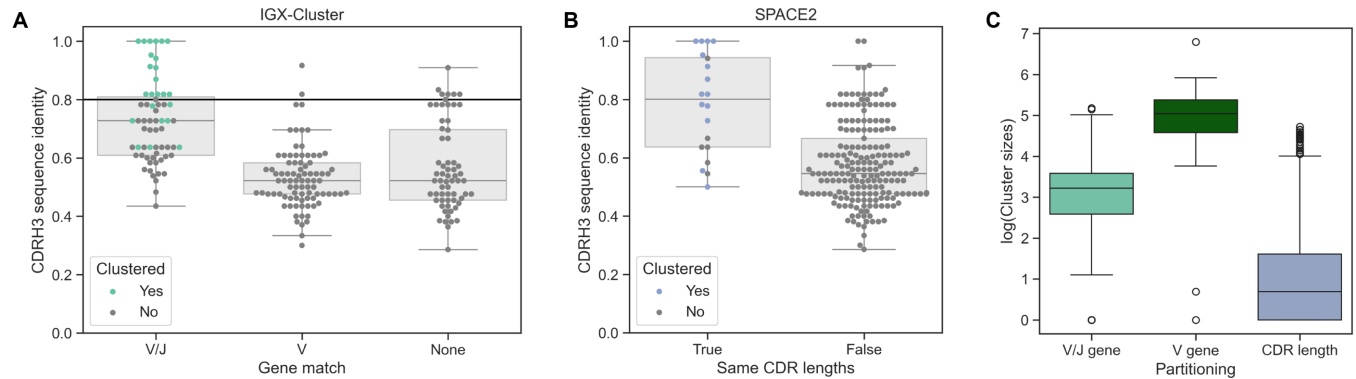 A
IGX-Cluster
CDRH3 sequence identity
1.0
0.8
0.6
0.4
0.2
0.0
Clustered
Yes
No
V/J
V
None
Gene match
B
SPACE2
CDRH3 sequence identity
1.0
0.8
0.6
0.4
0.2
0.0
Clustered
Yes
No
True
False
Same CDR lengths
C
log(Cluster sizes)
7
6
5
4
3
2
1
0
V/J gene
V gene
CDR length
Partitioning